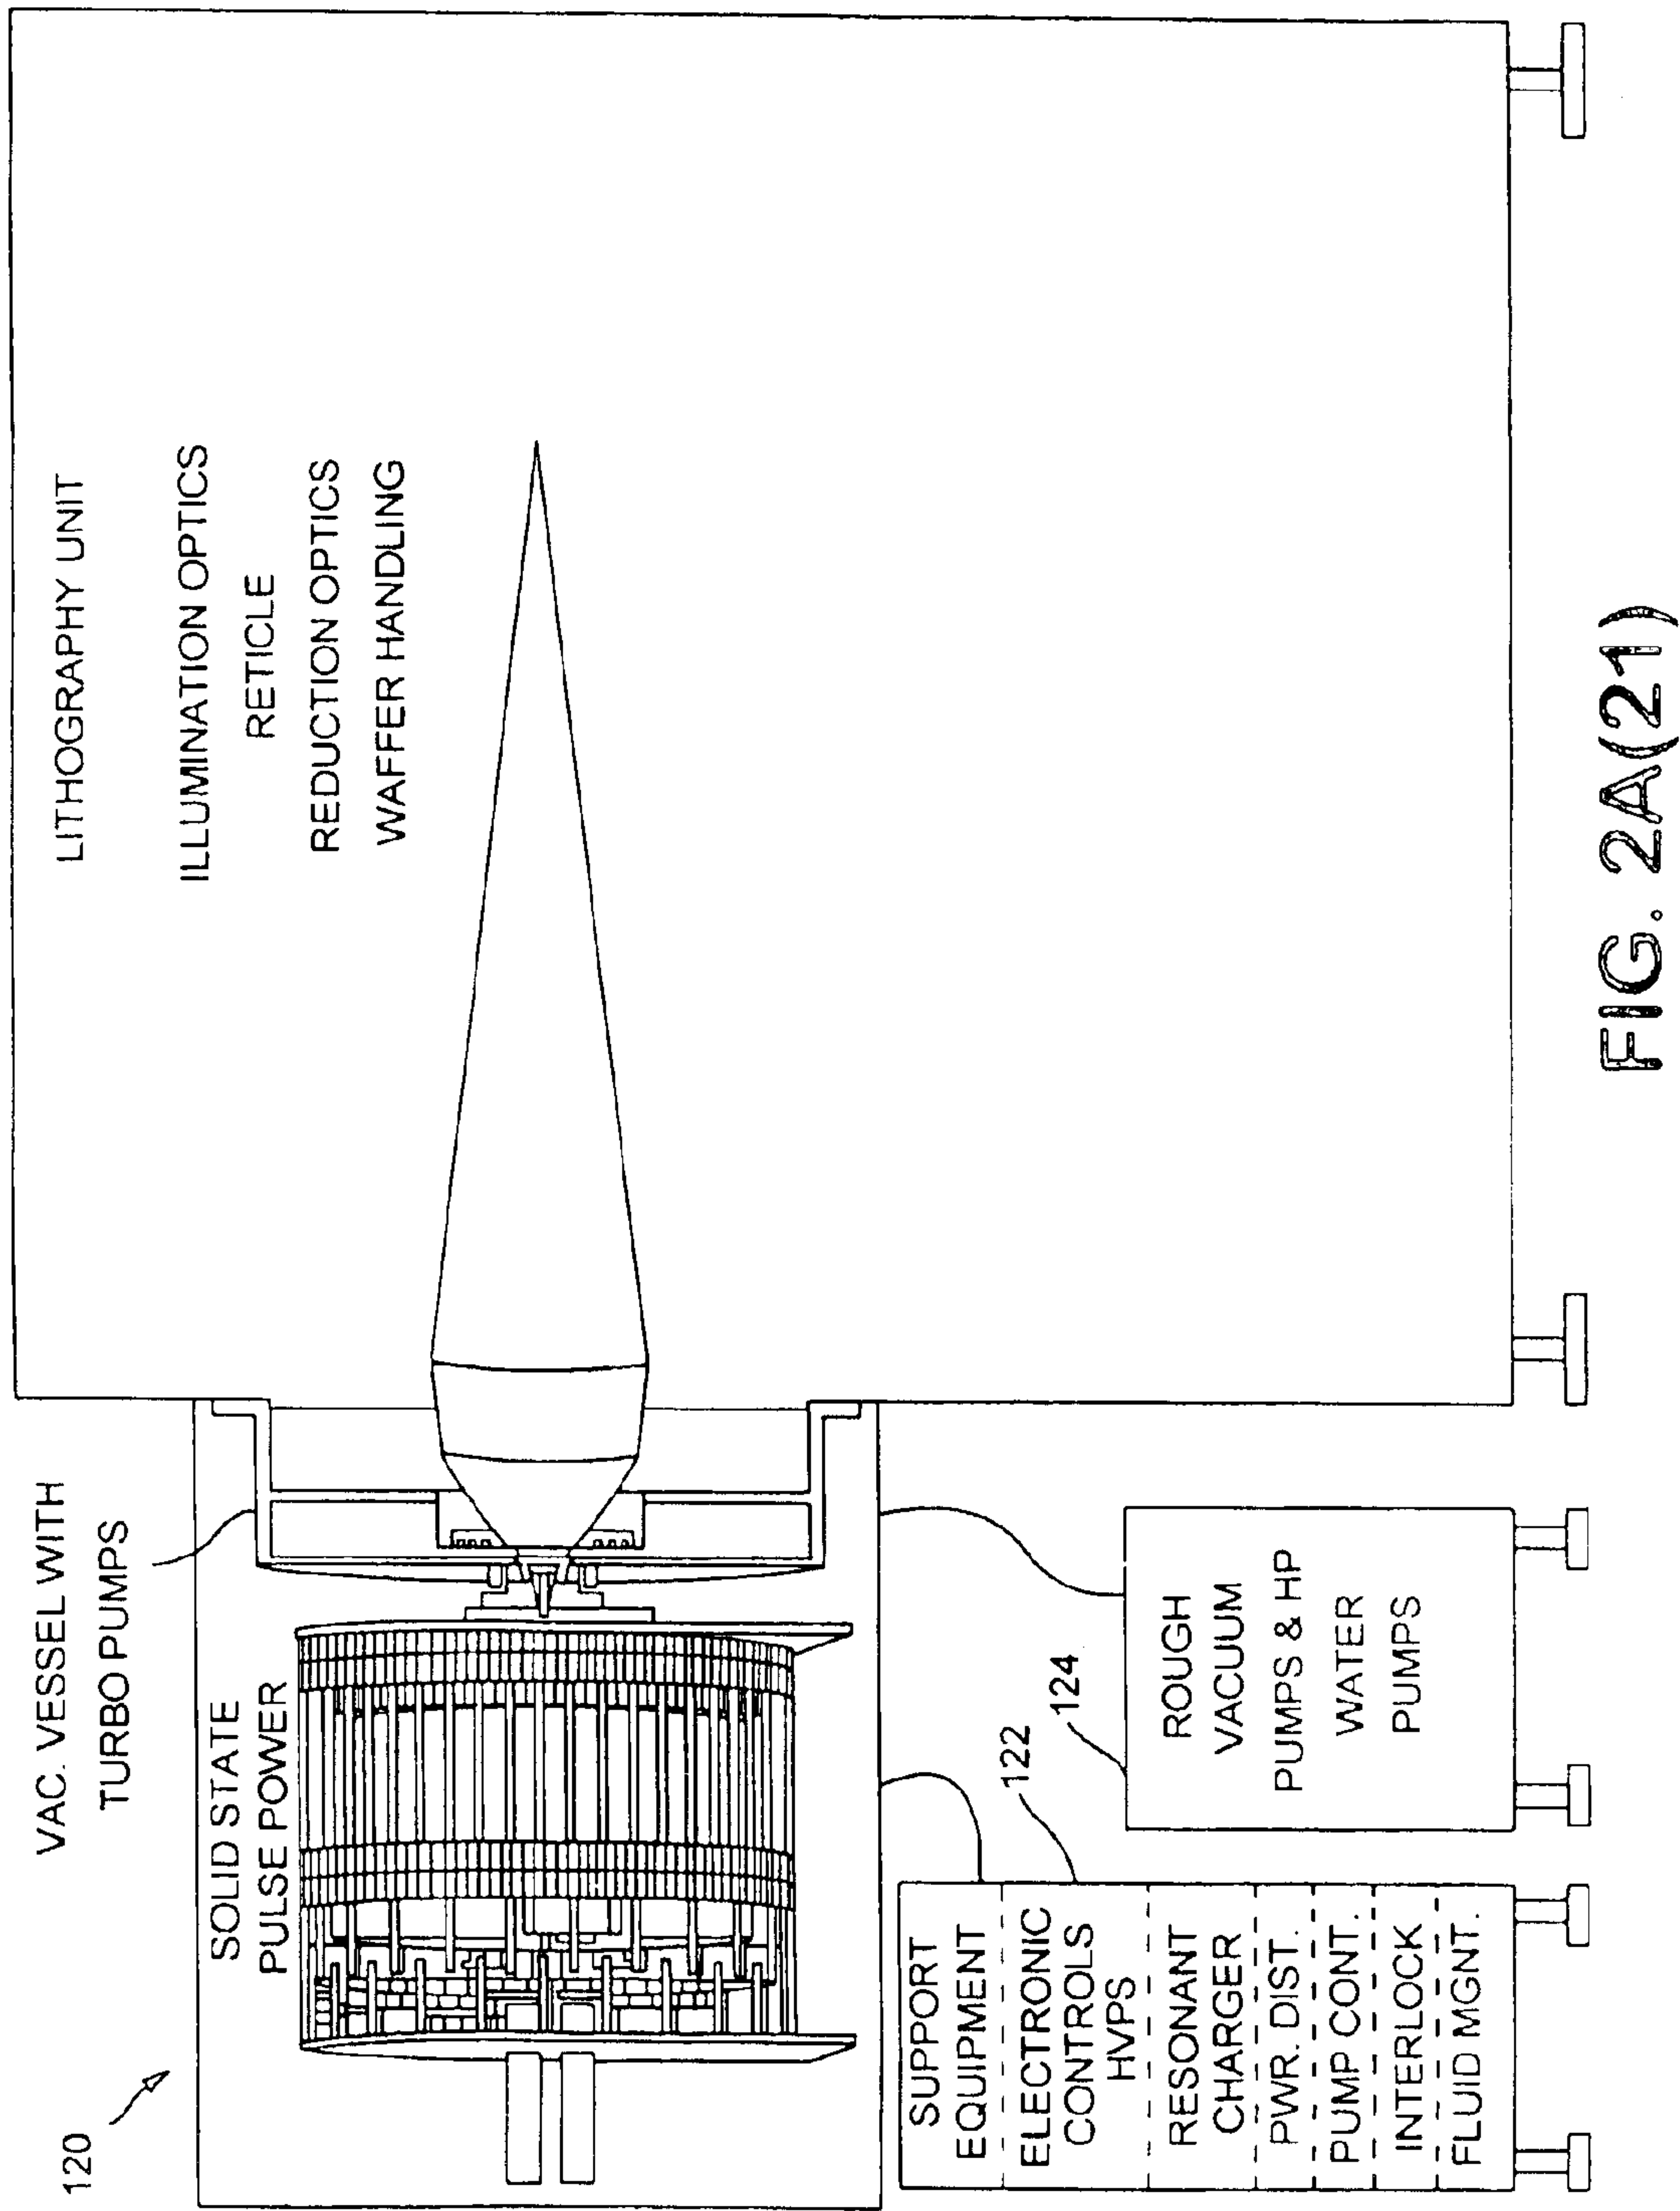 120
VAC. VESSEL WITH
TURBO PUMPS
SOLID STATE
PULSE POWER
LITHOGRAPHY UNIT
ILLUMINATION OPTICS
RETICLE
REDUCTION OPTICS
WAFFER HANDLING
SUPPORT
EQUIPMENT
ELECTRONIC
CONTROLS
HVPS
RESONANT
CHARGER
PWR. DIST.
PUMP CONT.
INTERLOCK
FLUID MGNT.
122
124
ROUGH
VACUUM
PUMPS & HP
WATER
PUMPS
FIG. 2A(21)